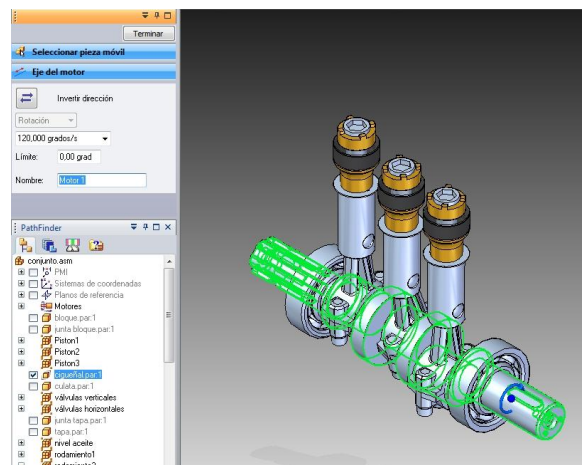 Terminar
Seleccionar pieza móvil
Eje del motor
Invertir dirección
Rotación
120,000 grados/s
Límite: 0,00 grad
Nombre: Motor 1
PathFinder
conjunto.asm
PMI
Sistemas de coordenadas
Planos de referencia
Motores
bloque.par:1
junta bloque.par:1
Piston1
Piston2
Piston3
cigueñal.par:1
culata.par:1
válvulas verticales
válvulas horizontales
junta tapa.par:1
tapa.par:1
nivel aceite
rodamiento1
rodamiento2